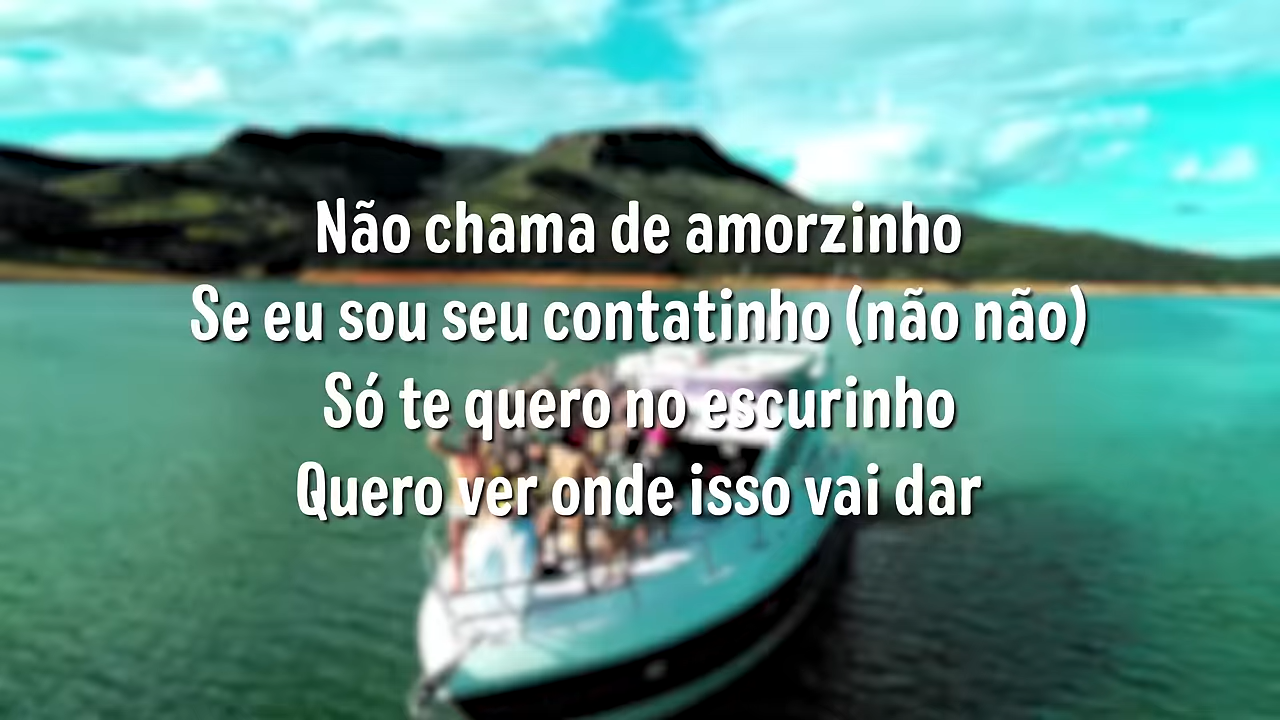 Não chama de amorzinho
Se eu sou seu contatinho (não não)
Só te quero no escurinho
Quero ver onde isso vai dar